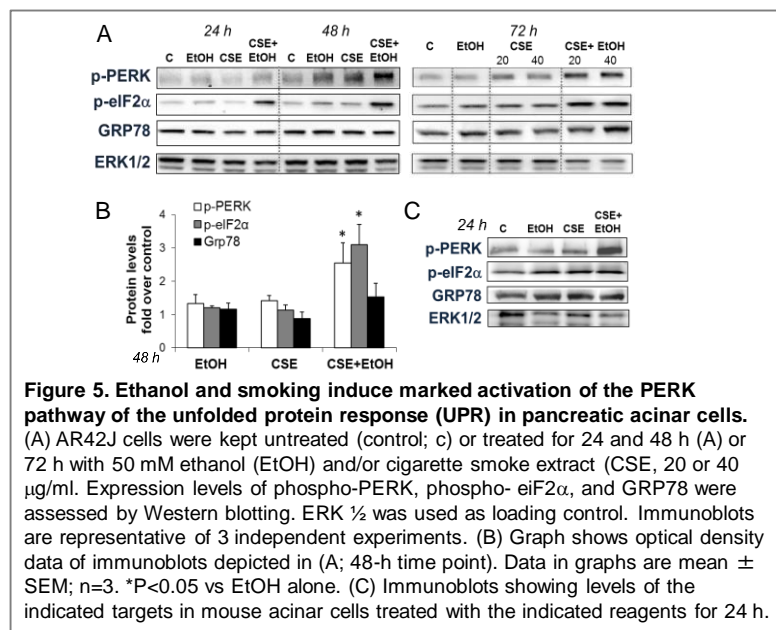 A
24 h
48 h
72 h
C EtOH CSE CSE+ EtOH C EtOH CSE CSE+ EtOH C EtOH CSE CSE+ EtOH
20 40 20 40
p-PERK
p-eIF2α
GRP78
ERK1/2
B
p-PERK
p-eIF2α
Grp78
Protein levels
fold over control
4
3
2
1
0
* *
48 h
EtOH CSE CSE+EtOH
C
24 h
C EtOH CSE CSE+ EtOH
p-PERK
p-eIF2α
GRP78
ERK1/2
Figure 5. Ethanol and smoking induce marked activation of the PERK
pathway of the unfolded protein response (UPR) in pancreatic acinar cells.
(A) AR42J cells were kept untreated (control; c) or treated for 24 and 48 h (A) or
72 h with 50 mM ethanol (EtOH) and/or cigarette smoke extract (CSE, 20 or 40
μg/ml. Expression levels of phospho-PERK, phospho- eiF2α, and GRP78 were
assessed by Western blotting. ERK ½ was used as loading control. Immunoblots
are representative of 3 independent experiments. (B) Graph shows optical density
data of immunoblots depicted in (A; 48-h time point). Data in graphs are mean ±
SEM; n=3. *P<0.05 vs EtOH alone. (C) Immunoblots showing levels of the
indicated targets in mouse acinar cells treated with the indicated reagents for 24 h.